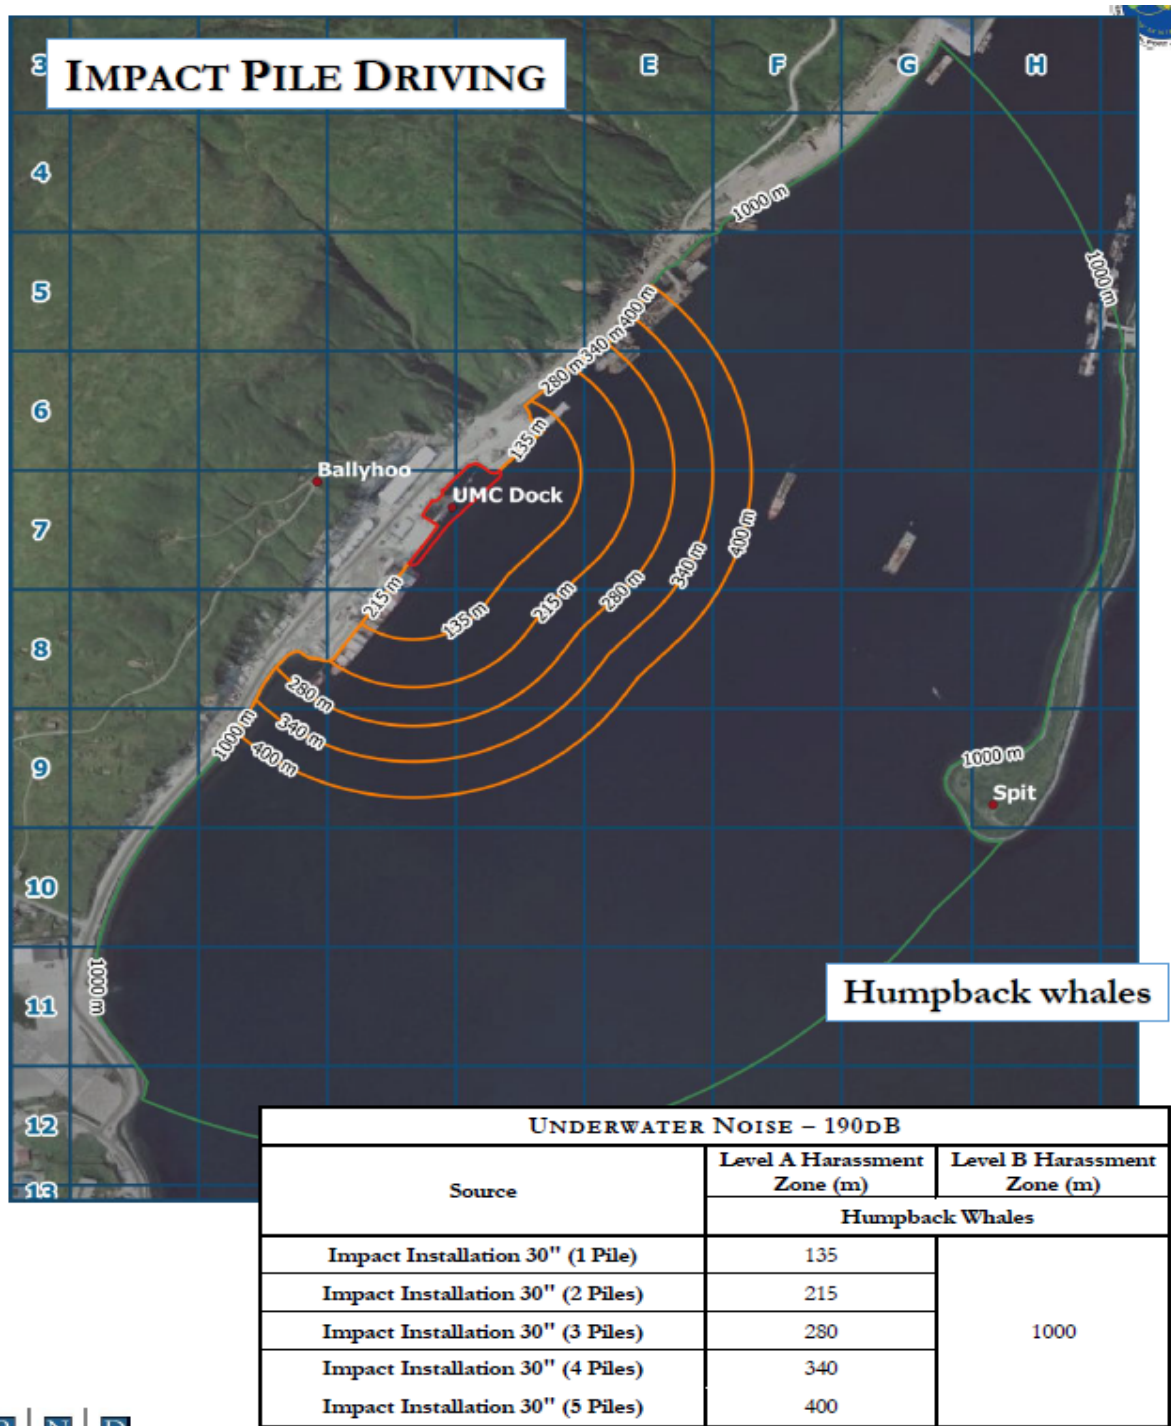 IMPACT PILE DRIVING
3
E
F
G
H
4
1000 m
1000 m
5
400 m
340 m
280 m
6
135 m
Ballyhoo
UMC Dock
7
400 m
340 m
280 m
215 m
215 m
135 m
8
280 m
1000 m
340 m
400 m
9
1000 m
Spit
10
1000 m
11
Humpback whales
12
13
UNDERWATER NOISE – 190DB
Source
Level A Harassment Zone (m)
Level B Harassment Zone (m)
Humpback Whales
Impact Installation 30" (1 Pile) 135
Impact Installation 30" (2 Piles) 215
Impact Installation 30" (3 Piles) 280 1000
Impact Installation 30" (4 Piles) 340
Impact Installation 30" (5 Piles) 400
N D